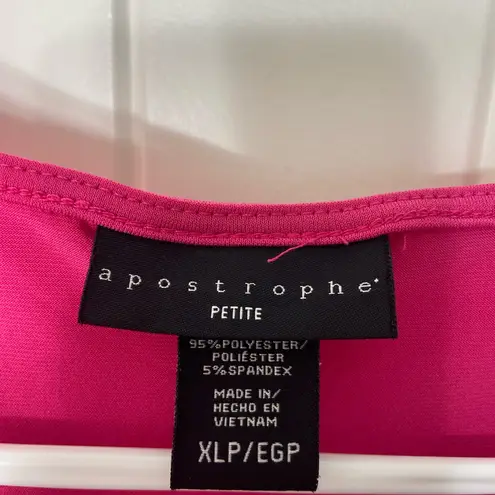 apostrophe
PETITE
95%POLYESTER/
POLIÉSTER
5%SPANDEX
MADE IN/
HECHO EN
VIETNAM
XLP/EGP